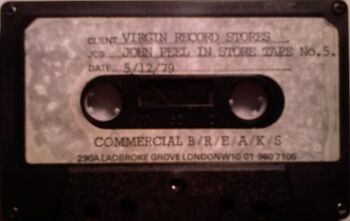 CLIENT VIRGIN RECORD STORES
JOB JOHN PEEL IN STORE TAPE No.5.
DATE 5/12/79
COMMERCIAL B/R/E/A/K/S
290A LADBROKE GROVE LONDON W10 01-960 7105